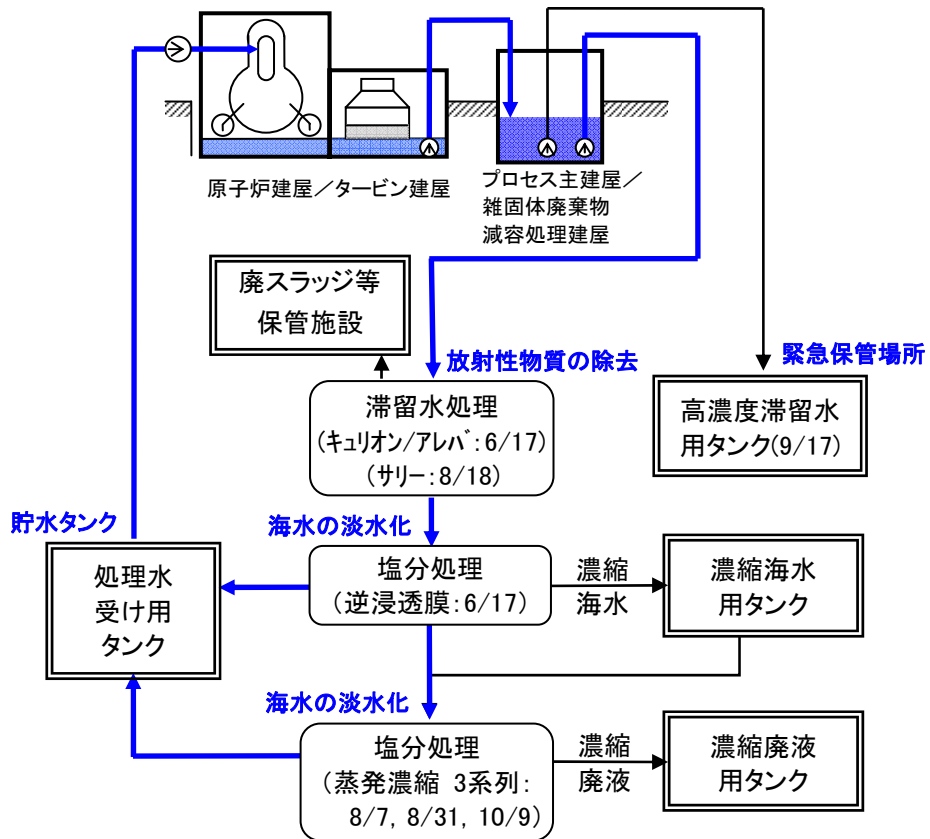 原子炉建屋／タービン建屋
プロセス主建屋／
雑固体廃棄物
減容処理建屋
廃スラッジ等
保管施設
放射性物質の除去
緊急保管場所
滞留水処理
(キュリオン/アレバ:6/17)
(サリー:8/18)
高濃度滞留水
用タンク(9/17)
貯水タンク
海水の淡水化
処理水
受け用
タンク
塩分処理
(逆浸透膜:6/17)
濃縮
海水
濃縮海水
用タンク
海水の淡水化
塩分処理
(蒸発濃縮 3系列:
8/7, 8/31, 10/9)
濃縮
廃液
濃縮廃液
用タンク